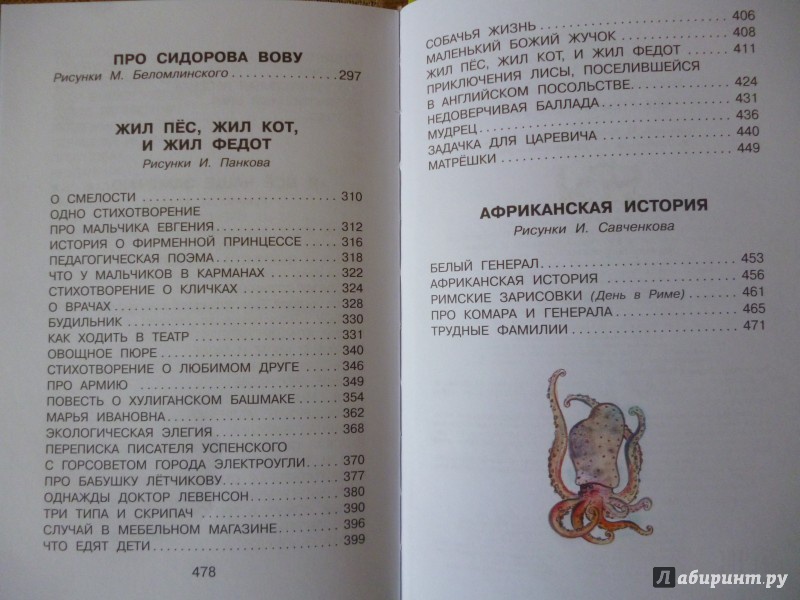 ПРО СИДОРОВА ВОВУ
Рисунки М. Беломлинского 297
ЖИЛ ПЁС, ЖИЛ КОТ,
И ЖИЛ ФЕДОТ
Рисунки И. Панкова
О СМЕЛОСТИ 310
ОДНО СТИХОТВОРЕНИЕ
ПРО МАЛЬЧИКА ЕВГЕНИЯ 312
ИСТОРИЯ О ФИРМЕННОЙ ПРИНЦЕССЕ 316
ПЕДАГОГИЧЕСКАЯ ПОЭМА 318
ЧТО У МАЛЬЧИКОВ В КАРМАНАХ 322
СТИХОТВОРЕНИЕ О КЛИЧКАХ 324
О ВРАЧАХ 328
БУДИЛЬНИК 330
КАК ХОДИТЬ В ТЕАТР 331
ОВОЩНОЕ ПЮРЕ 340
СТИХОТВОРЕНИЕ О ЛЮБИМОМ ДРУГЕ 346
ПРО АРМИЮ 349
ПОВЕСТЬ О ХУЛИГАНСКОМ БАШМАКЕ 354
МАРЬЯ ИВАНОВНА 362
ЭКОЛОГИЧЕСКАЯ ЭЛЕГИЯ 368
ПЕРЕПИСКА ПИСАТЕЛЯ УСПЕНСКОГО
С ГОРСОВЕТОМ ГОРОДА ЭЛЕКТРОУГЛИ 370
ПРО БАБУШКУ ЛЁТЧИКОВУ 377
ОДНАЖДЫ ДОКТОР ЛЕВЕНСОН 380
ТРИ ТИПА И СКРИПАЧ 390
СЛУЧАЙ В МЕБЕЛЬНОМ МАГАЗИНЕ 396
ЧТО ЕДЯТ ДЕТИ 399
478
СОБАЧЬЯ ЖИЗНЬ 406
МАЛЕНЬКИЙ БОЖИЙ ЖУЧОК 408
ЖИЛ ПЁС, ЖИЛ КОТ, И ЖИЛ ФЕДОТ 411
ПРИКЛЮЧЕНИЯ ЛИСЫ, ПОСЕЛИВШЕЙСЯ
В АНГЛИЙСКОМ ПОСОЛЬСТВЕ 424
НЕДОВЕРЧИВАЯ БАЛЛАДА 431
МУДРЕЦ 436
ЗАДАЧКА ДЛЯ ЦАРЕВИЧА 440
МАТРЁШКИ 449
АФРИКАНСКАЯ ИСТОРИЯ
Рисунки И. Савченкова
БЕЛЫЙ ГЕНЕРАЛ 453
АФРИКАНСКАЯ ИСТОРИЯ 456
РИМСКИЕ ЗАРИСОВКИ (День в Риме) 461
ПРО КОМАРА И ГЕНЕРАЛА 465
ТРУДНЫЕ ФАМИЛИИ 471
Лабиринт.ру